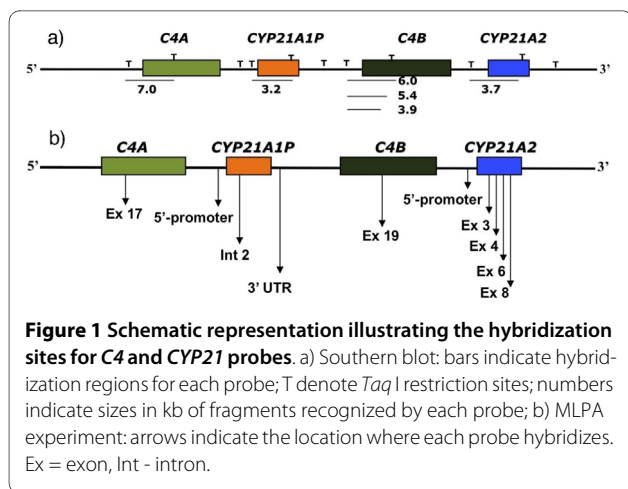 a)
C4A CYP21A1P C4B CYP21A2
T T T T T T T T T T T
5’ 3’
7.0 3.2 6.0 3.7
5.4
3.9
b)
C4A CYP21A1P C4B CYP21A2
5’ 3’
Ex 17 5’-promoter Ex 19 5’-promoter Ex 3
Int 2 Ex 4
3’ UTR Ex 6
Ex 8
Figure 1 Schematic representation illustrating the hybridization
sites for C4 and CYP21 probes. a) Southern blot: bars indicate hybrid-
ization regions for each probe; T denote Taq I restriction sites; numbers
indicate sizes in kb of fragments recognized by each probe; b) MLPA
experiment: arrows indicate the location where each probe hybridizes.
Ex = exon, Int - intron.